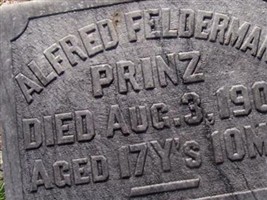 ALFRED FELDERMAN
PRINZ
DIED AUG. 3, 190
AGED 17Y'S 10M